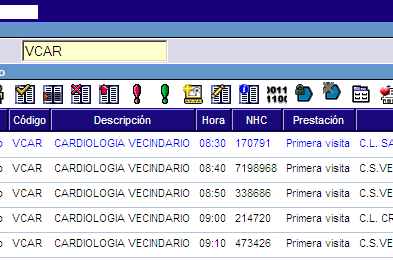 VCAR
o
Código Descripción Hora NHC Prestación
o VCAR CARDIOLOGIA VECINDARIO 08:30 170791 Primera visita C.L. SA
o VCAR CARDIOLOGIA VECINDARIO 08:40 7198968 Primera visita C.S.VE
o VCAR CARDIOLOGIA VECINDARIO 08:50 338686 Primera visita C.S.VE
o VCAR CARDIOLOGIA VECINDARIO 09:00 214720 Primera visita C.L. CR
o VCAR CARDIOLOGIA VECINDARIO 09:10 473426 Primera visita C.S.VE